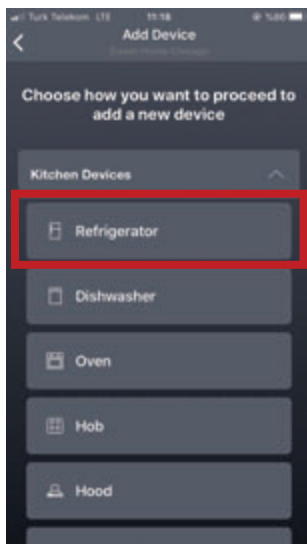 Turk Telekom LTE 11:18 %80
Add Device
Choose how you want to proceed to
add a new device
Kitchen Devices
Refrigerator
Dishwasher
Oven
Hob
Hood